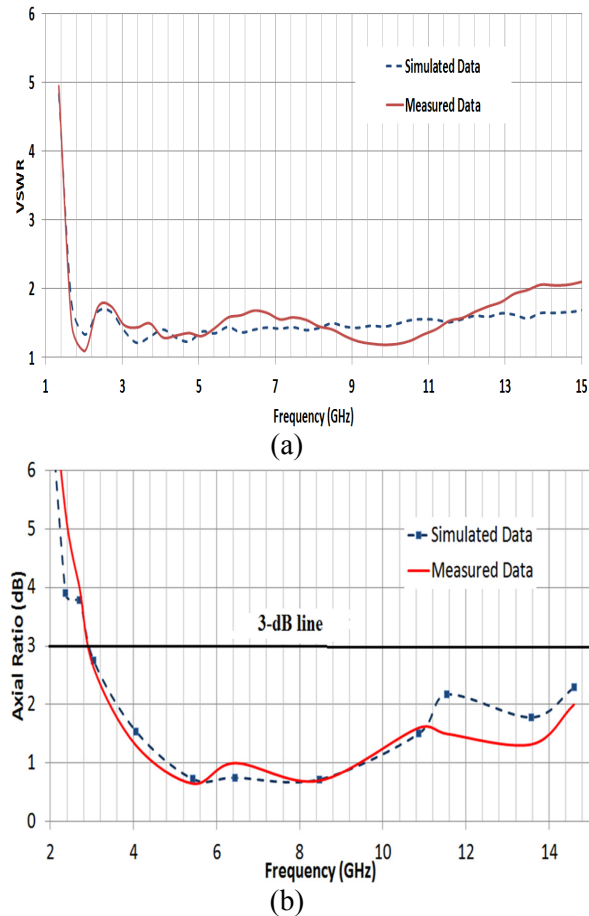 6
5
4
3
2
1
VSWR
Simulated Data
Measured Data
1 3 5 7 9 11 13 15
Frequency (GHz)
(a)
6
5
4
3
2
1
0
Axial Ratio (dB)
Simulated Data
Measured Data
3-dB line
2 4 6 8 10 12 14
Frequency (GHz)
(b)